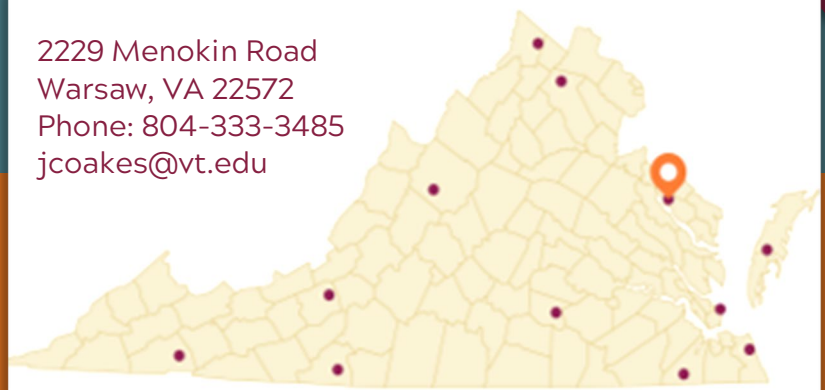 2229 Menokin Road
Warsaw, VA 22572
Phone: 804-333-3485
jcoakes@vt.edu